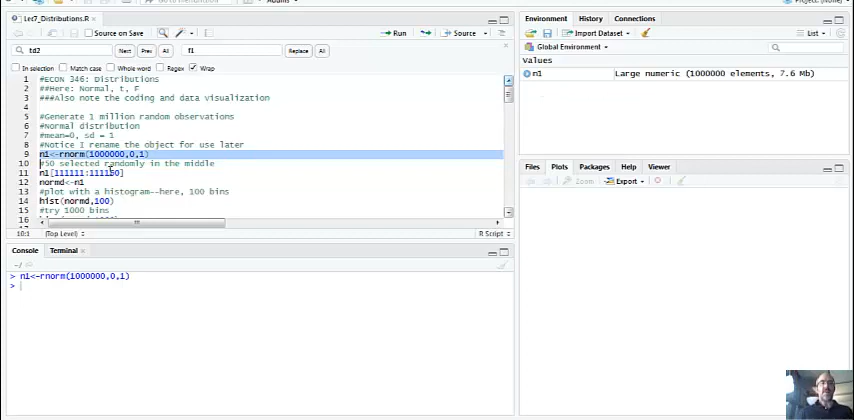 Lec7_Distributions.R
Source on Save
Run
Source
td2
Next
Prev
All
f1
Replace
All
In selection
Match case
Whole word
Regex
Wrap
1 #ECON 346: Distributions
2 ##Here: Normal, t, F
3 ###Also note the coding and data visualization
4
5 #Generate 1 million random observations
6 #Normal distribution
7 #mean=0, sd = 1
8 #Notice I rename the object for use later
9 n1<-rnorm(1000000,0,1)
10 #50 selected randomly in the middle
11 n1[111111:111160]
12 normd<-n1
13 #plot with a histogram--here, 100 bins
14 hist(normd,100)
15 #try 1000 bins
16
10:1
(Top Level)
R Script
Console
Terminal
~/
> n1<-rnorm(1000000,0,1)
>
Environment
History
Connections
Import Dataset
List
Global Environment
Values
n1
Large numeric (1000000 elements, 7.6 Mb)
Files
Plots
Packages
Help
Viewer
Zoom
Export